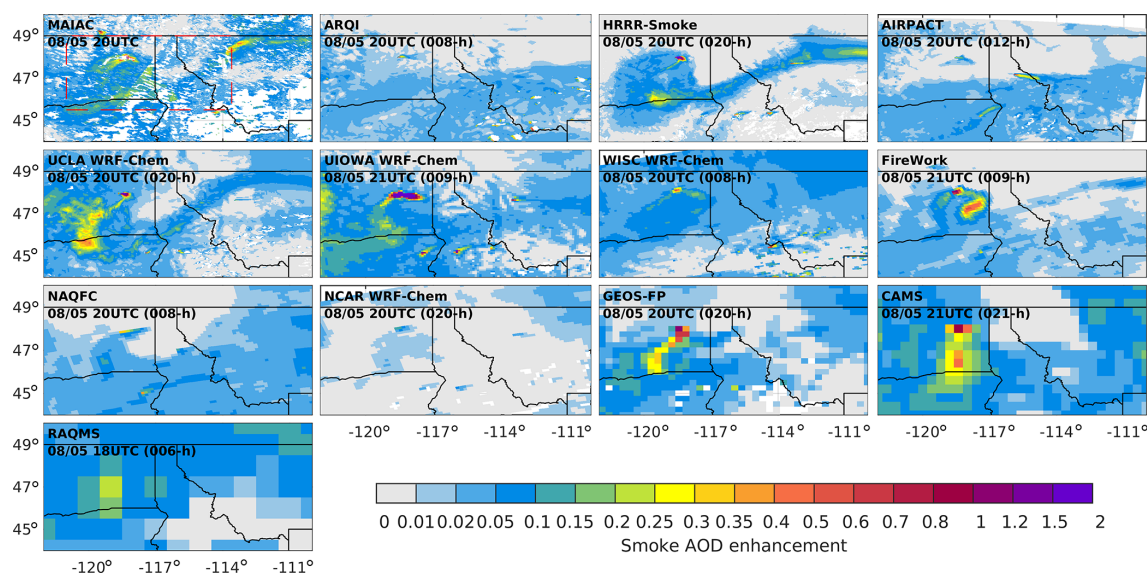 MAIAC
08/05 20UTC
ARQI
08/05 20UTC (008-h)
HRRR-Smoke
08/05 20UTC (020-h)
AIRPACT
08/05 20UTC (012-h)
49°
47°
45°
UCLA WRF-Chem
08/05 20UTC (020-h)
UIOWA WRF-Chem
08/05 21UTC (009-h)
WISC WRF-Chem
08/05 20UTC (008-h)
FireWork
08/05 21UTC (009-h)
49°
47°
45°
NAQFC
08/05 20UTC (008-h)
NCAR WRF-Chem
08/05 20UTC (020-h)
GEOS-FP
08/05 20UTC (020-h)
CAMS
08/05 21UTC (021-h)
49°
47°
45°
-120° -117° -114° -111° -120° -117° -114° -111° -120° -117° -114° -111°
RAQMS
08/05 18UTC (006-h)
49°
47°
45°
-120° -117° -114° -111°
0 0.01 0.02 0.05 0.1 0.15 0.2 0.25 0.3 0.35 0.4 0.5 0.6 0.7 0.8 1 1.2 1.5 2
Smoke AOD enhancement